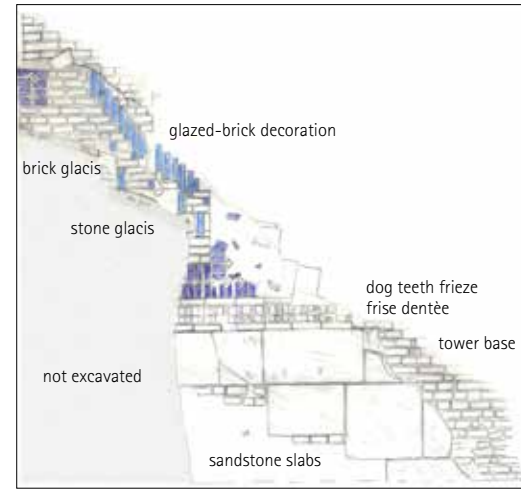 glazed-brick decoration
brick glacis
stone glacis
dog teeth frieze
frise dentèe
tower base
not excavated
sandstone slabs